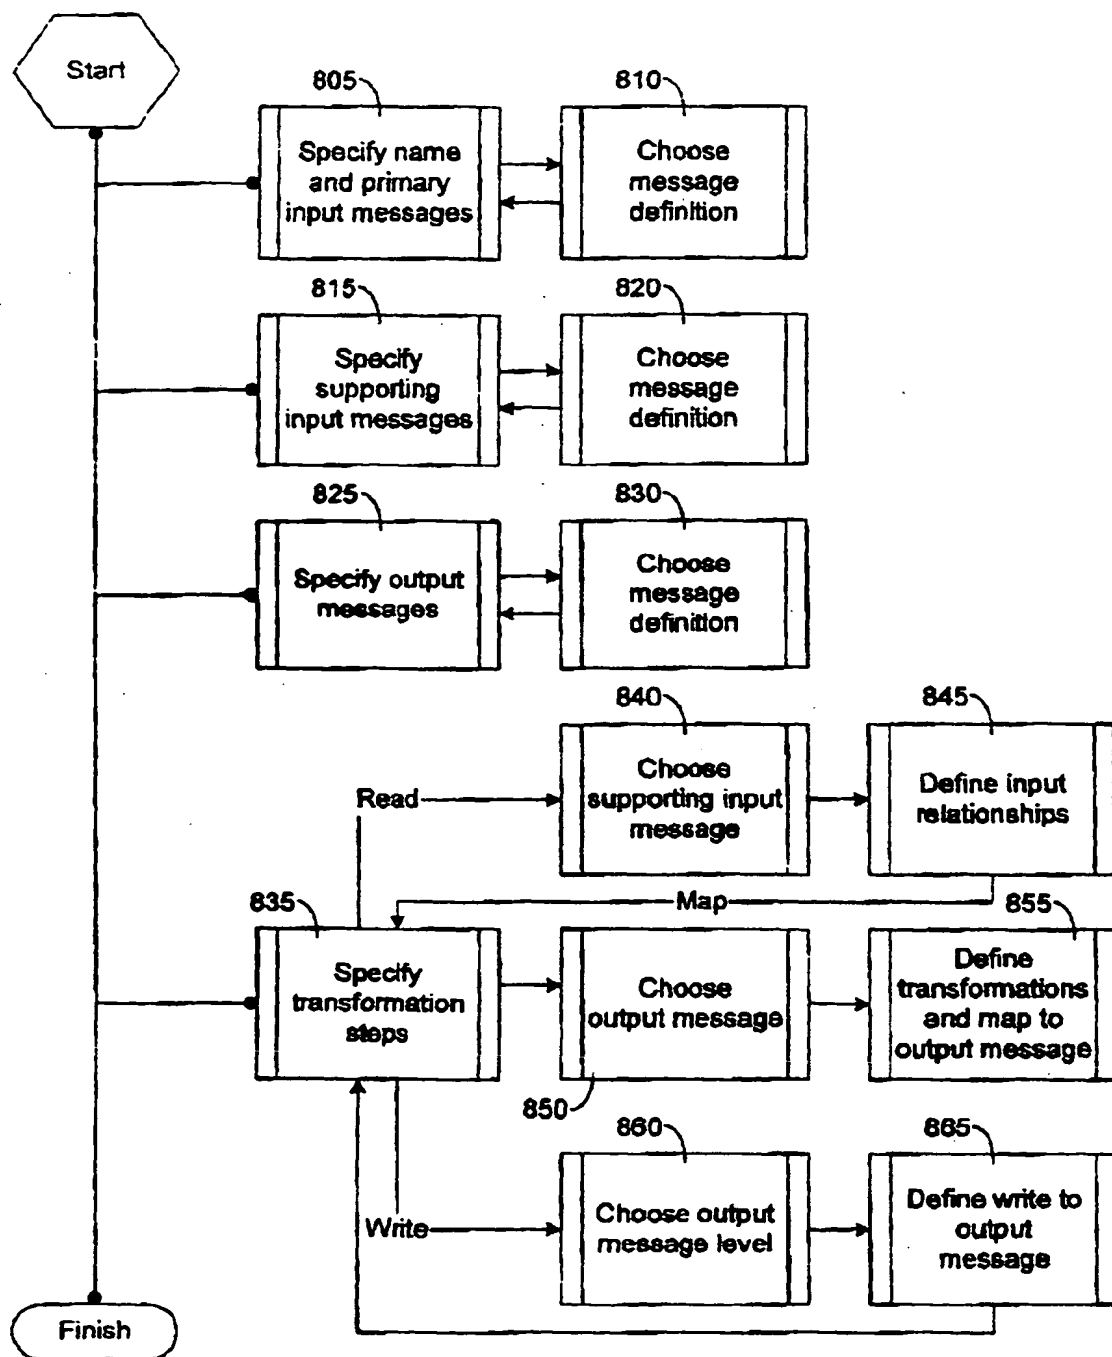 Start
805
Specify name
and primary
input messages
810
Choose
message
definition
815
Specify
supporting
input messages
820
Choose
message
definition
825
Specify output
messages
830
Choose
message
definition
840
Choose
supporting input
message
845
Define input
relationships
Read
Map
835
Specify
transformation
steps
850
Choose
output message
855
Define
transformations
and map to
output message
Write
860
Choose output
message level
865
Define write to
output
message
Finish